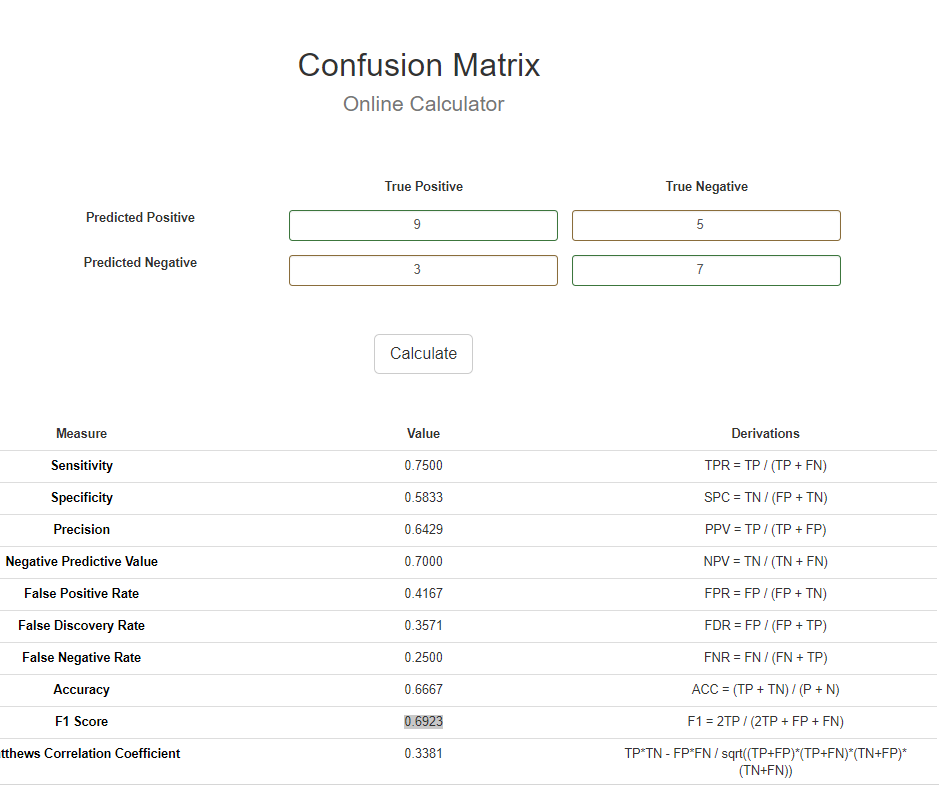 Confusion Matrix
Online Calculator
True Positive True Negative
Predicted Positive 9 5
Predicted Negative 3 7
Calculate
Measure Value Derivations
Sensitivity 0.7500 TPR = TP / (TP + FN)
Specificity 0.5833 SPC = TN / (FP + TN)
Precision 0.6429 PPV = TP / (TP + FP)
Negative Predictive Value 0.7000 NPV = TN / (TN + FN)
False Positive Rate 0.4167 FPR = FP / (FP + TN)
False Discovery Rate 0.3571 FDR = FP / (FP + TP)
False Negative Rate 0.2500 FNR = FN / (FN + TP)
Accuracy 0.6667 ACC = (TP + TN) / (P + N)
F1 Score 0.6923 F1 = 2TP / (2TP + FP + FN)
tthews Correlation Coefficient 0.3381 TP*TN - FP*FN / sqrt((TP+FP)*(TP+FN)*(TN+FP)*
(TN+FN))